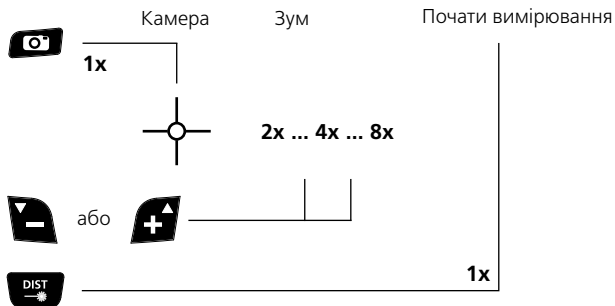 Камера Зум Почати вимірювання
1x
2x ... 4x ... 8x
або
1x
DIST